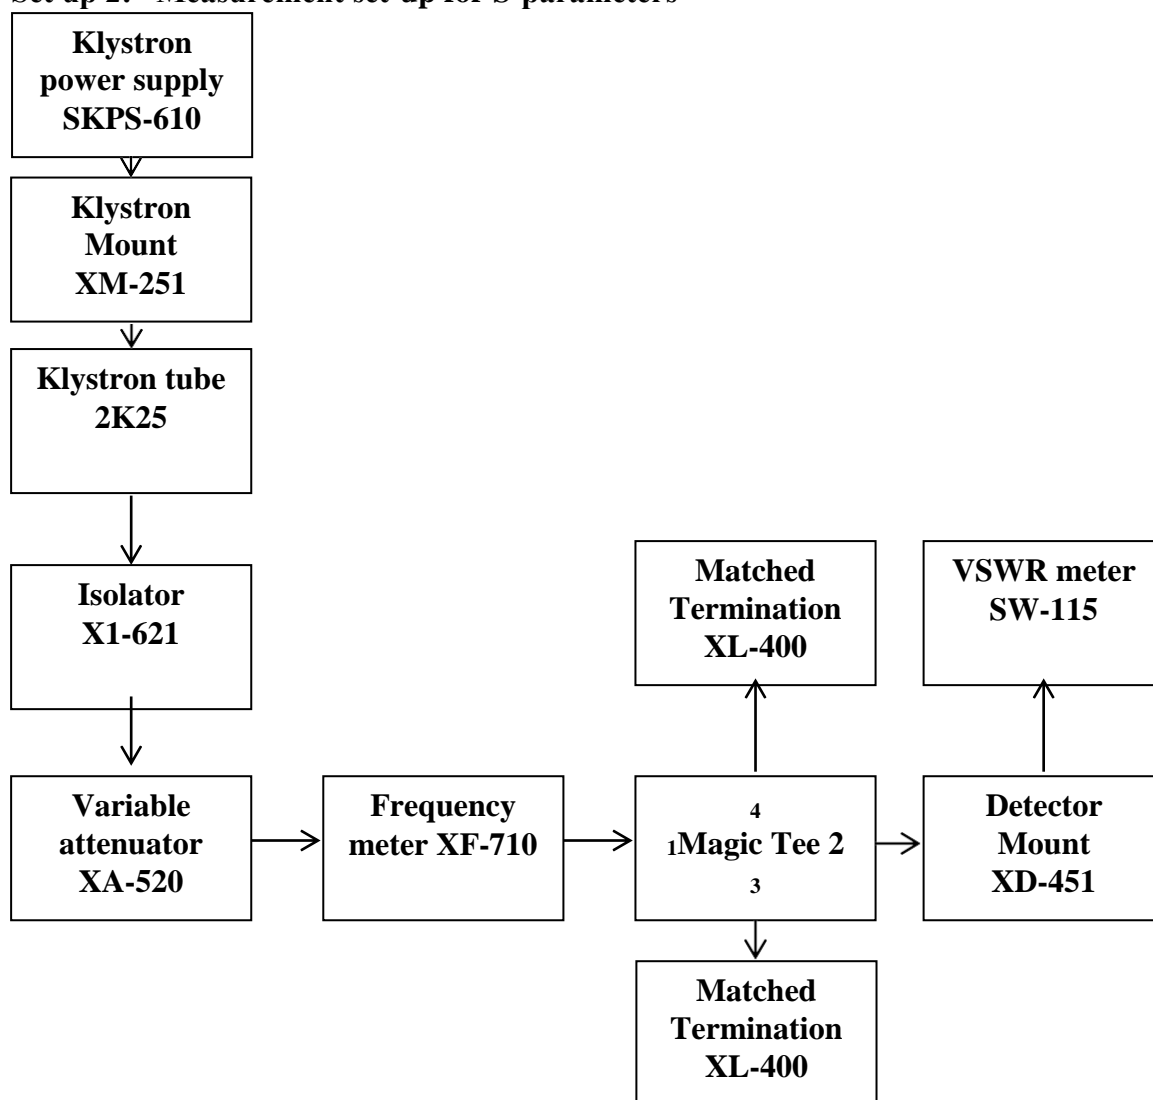 Set up 2: Measurement set-up for S-parameters
Klystron
power supply
SKPS-610
Klystron
Mount
XM-251
Klystron tube
2K25
Isolator
X1-621
Matched
Termination
XL-400
VSWR meter
SW-115
Variable
attenuator
XA-520
Frequency
meter XF-710
4
1Magic Tee 2
3
Detector
Mount
XD-451
Matched
Termination
XL-400